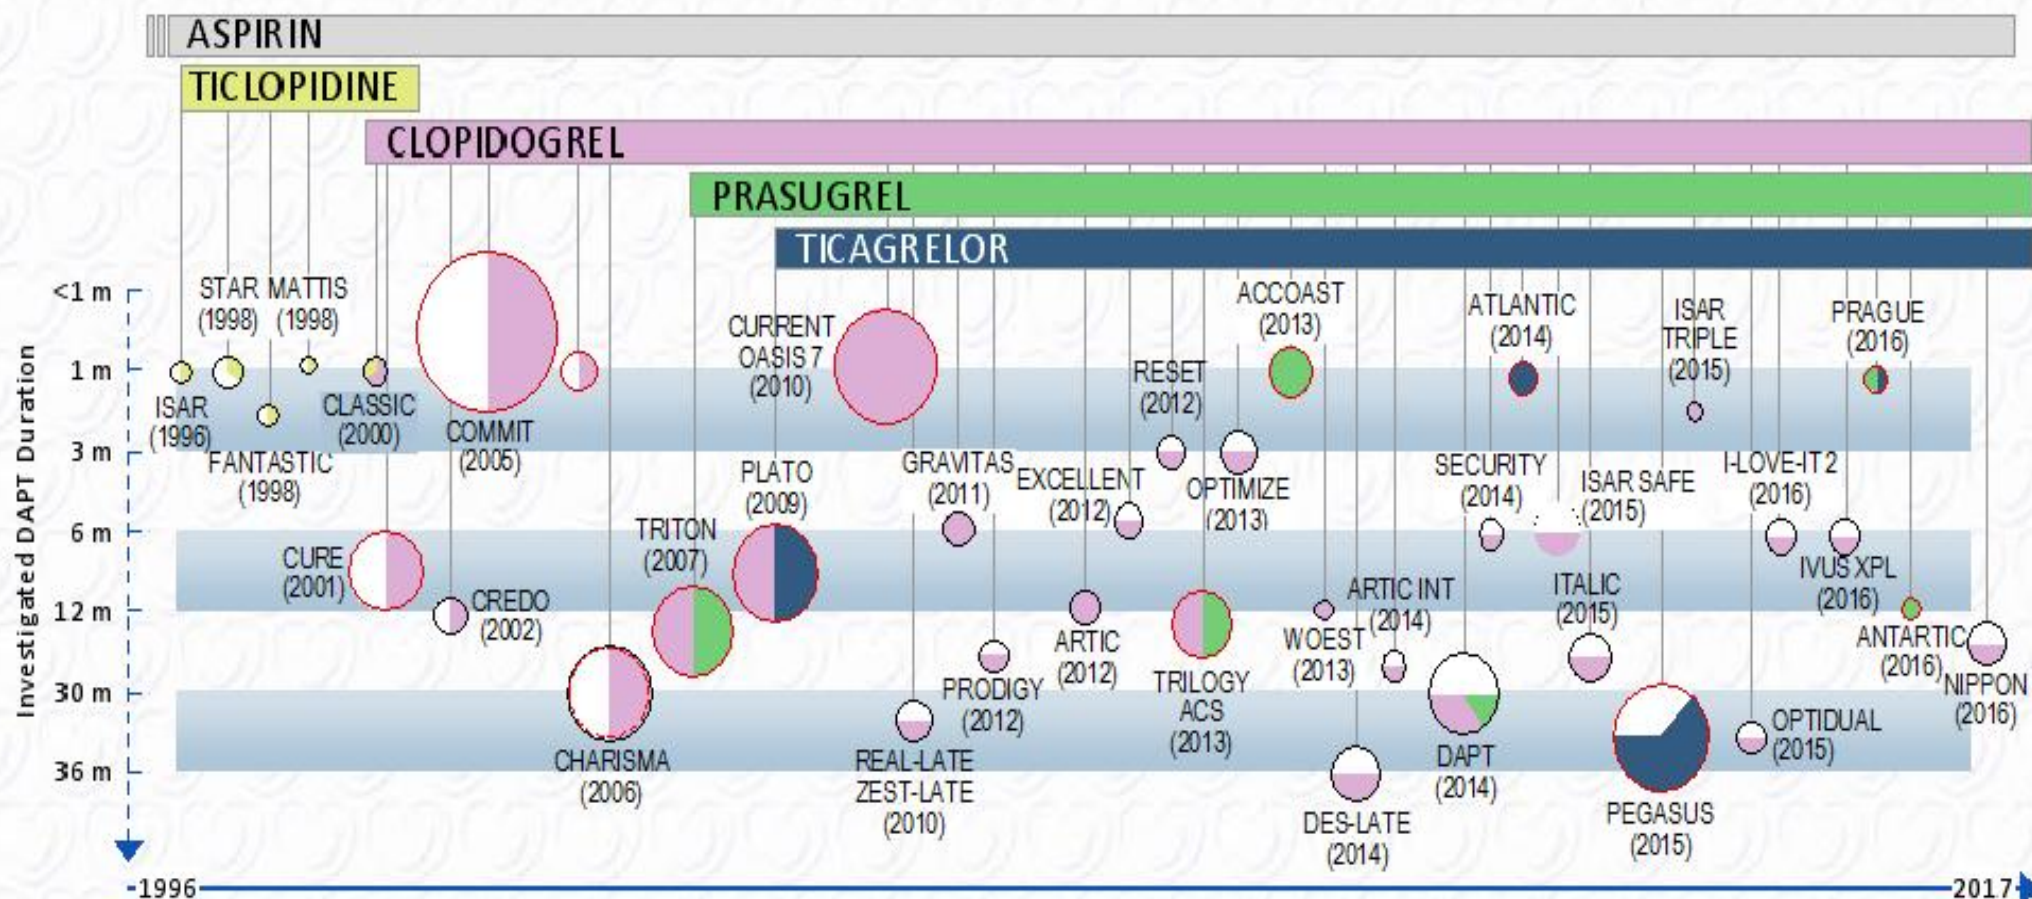 ASPIRIN
TICLOPIDINE
CLOPIDOGREL
PRASUGREL
TICAGRELOR
Investigated DAPT Duration
<1 m
1 m
3 m
6 m
12 m
30 m
36 m
ISAR
(1996)
STAR
(1998)
MATTIS
(1998)
FANTASTIC
(1998)
CLASSIC
(2000)
COMMIT
(2005)
CURE
(2001)
CREDO
(2002)
CHARISMA
(2006)
TRITON
(2007)
PLATO
(2009)
CURRENT
OASIS 7
(2010)
REAL-LATE
ZEST-LATE
(2010)
GRAVITAS
(2011)
PRODIGY
(2012)
EXCELLENT
(2012)
ARTIC
(2012)
RESET
(2012)
OPTIMIZE
(2013)
TRILOGY
ACS
(2013)
ACCOAST
(2013)
WOEST
(2013)
ARTIC INT
(2014)
DES-LATE
(2014)
DAPT
(2014)
SECURITY
(2014)
ATLANTIC
(2014)
ISAR SAFE
(2015)
ITALIC
(2015)
PEGASUS
(2015)
ISAR
TRIPLE
(2015)
OPTIDUAL
(2015)
I-LOVE-IT 2
(2016)
IVUS XPL
(2016)
PRAGUE
(2016)
ANTARTIC
(2016)
NIPPON
(2016)
1996
2017